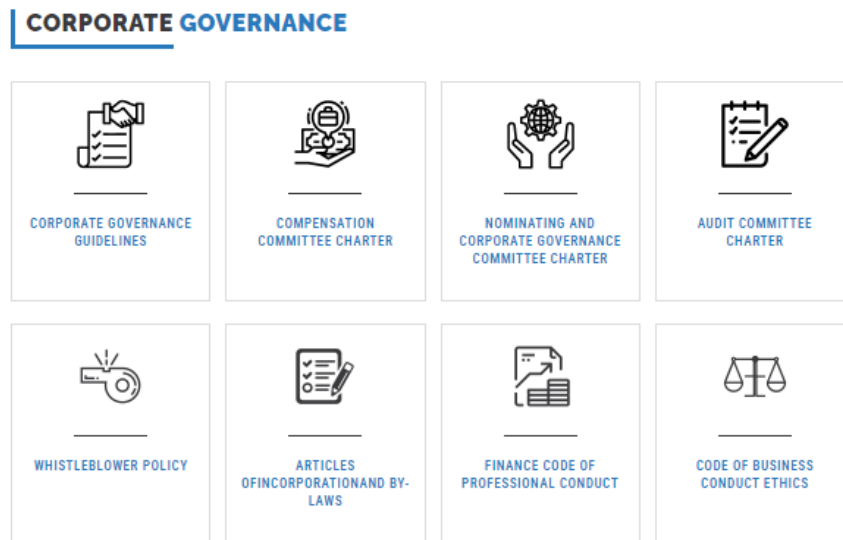 CORPORATE GOVERNANCE
CORPORATE GOVERNANCE
GUIDELINES
COMPENSATION
COMMITTEE CHARTER
NOMINATING AND
CORPORATE GOVERNANCE
COMMITTEE CHARTER
AUDIT COMMITTEE
CHARTER
WHISTLEBLOWER POLICY
ARTICLES
OFINCORPORATIONAND BY-
LAWS
FINANCE CODE OF
PROFESSIONAL CONDUCT
CODE OF BUSINESS
CONDUCT ETHICS